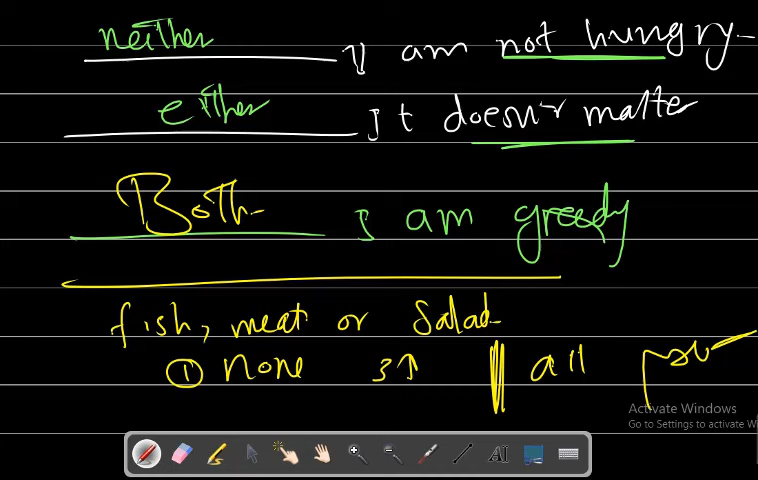 neither I am not hungry-
either It doesn't matter
Both I am greedy
fish, meat or Salad
① none 3↑ all
Activate Windows
Go to Settings to activate W
AI